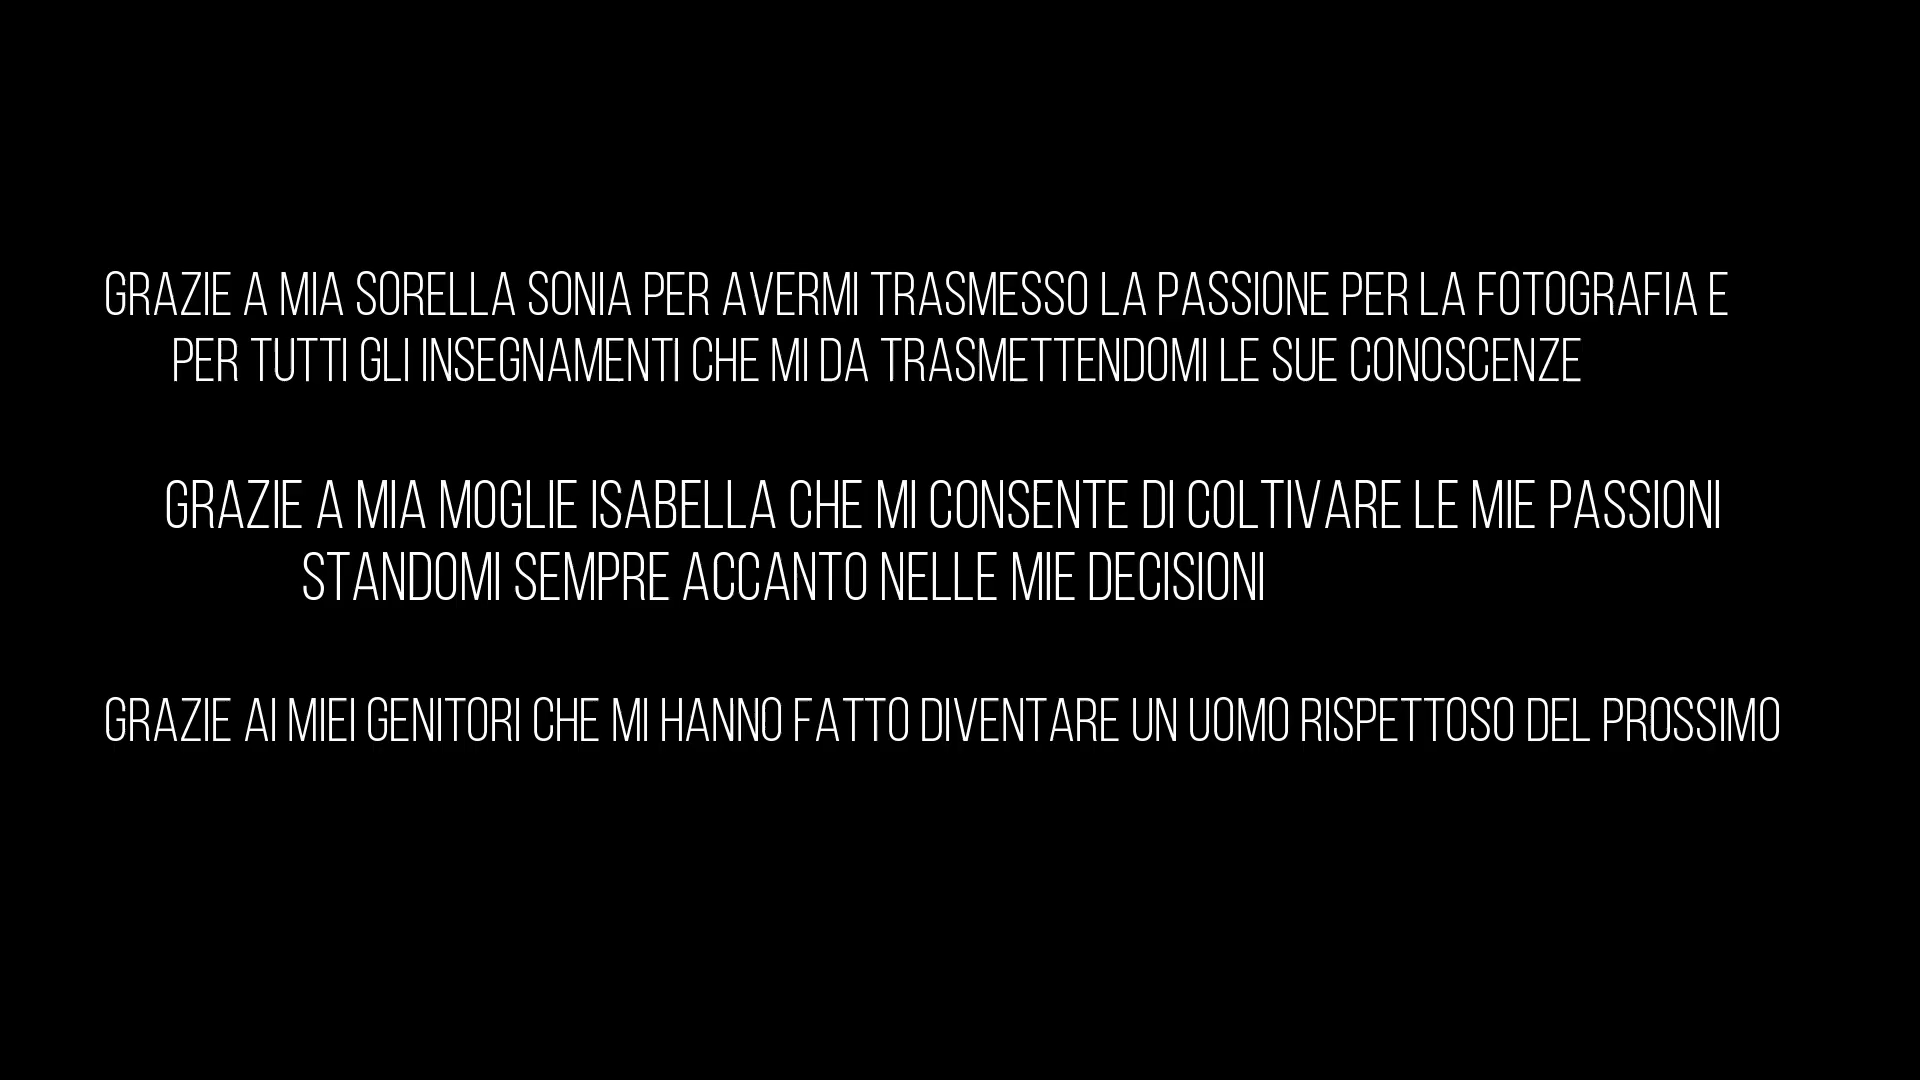 GRAZIE A MIA SORELLA SONIA PER AVERMI TRASMESSO LA PASSIONE PER LA FOTOGRAFIA E
PER TUTTI GLI INSEGNAMENTI CHE MI DA TRASMETTENDOMI LE SUE CONOSCENZE
GRAZIE A MIA MOGLIE ISABELLA CHE MI CONSENTE DI COLTIVARE LE MIE PASSIONI
STANDOMI SEMPRE ACCANTO NELLE MIE DECISIONI
GRAZIE AI MIEI GENITORI CHE MI HANNO FATTO DIVENTARE UN UOMO RISPETTOSO DEL PROSSIMO